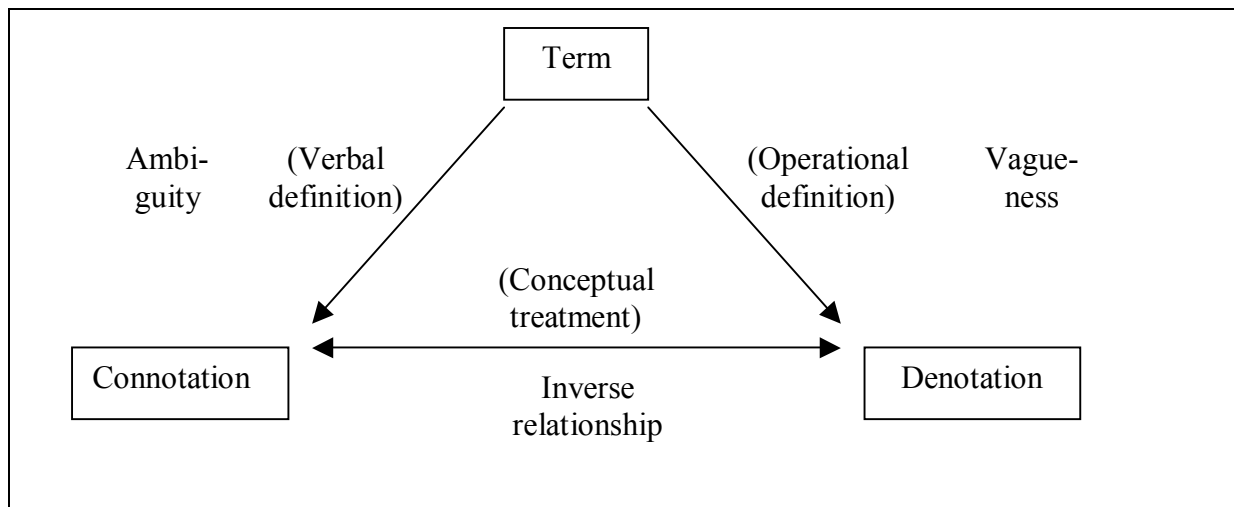 Term
Ambi-
guity
(Verbal
definition)
(Operational
definition)
Vague-
ness
(Conceptual
treatment)
Connotation
Inverse
relationship
Denotation